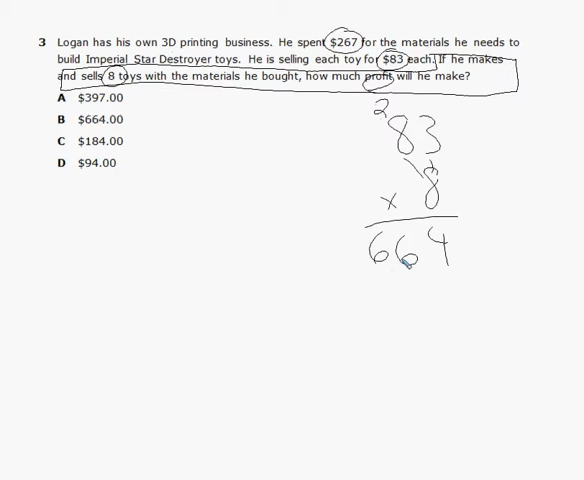 3 Logan has his own 3D printing business. He spent $267 for the materials he needs to
build Imperial Star Destroyer toys. He is selling each toy for $83 each. If he makes
and sells 8 toys with the materials he bought, how much profit will he make?
A $397.00
B $664.00
C $184.00
D $94.00
2
83
x 8
664